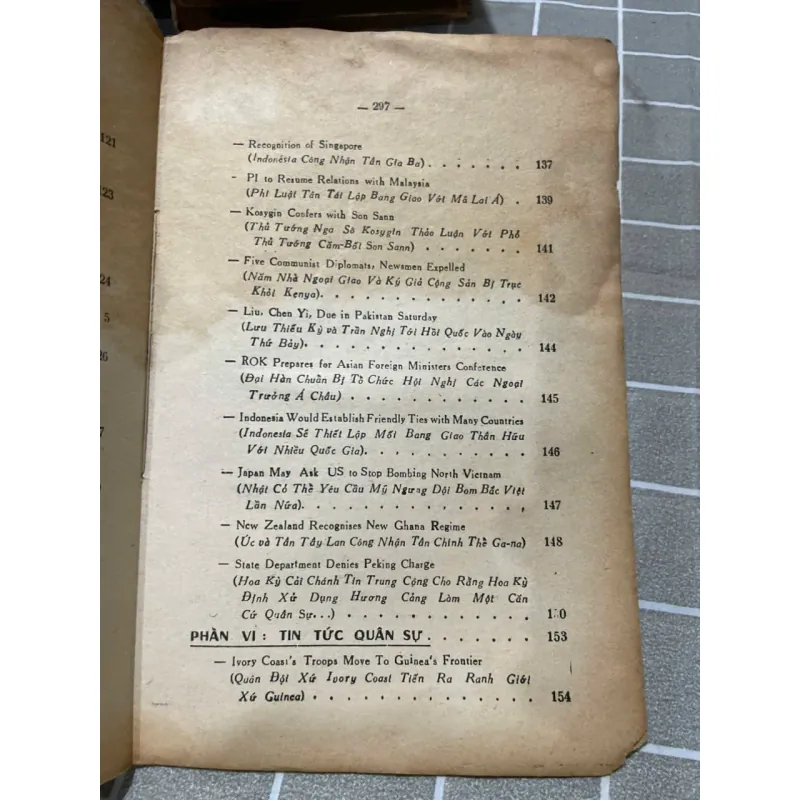 121
123
24
5
26
7
— 297 —
— Recognition of Singapore
(Indonésia Công Nhận Tân Gia Ba) . . . . . . . 137
- PI to Resume Relations with Malaysia
(Phi Luật Tân Tái Lập Bang Giao Với Mã Lai Á) . 139
— Kosygin Confers with Son Sann
(Thủ Tướng Nga Sô Kosygin Thảo Luận Với Phó
Thủ Tướng Căm-Bốt Son Sann) . . . . . . . 141
— Five Communist Diplomats, Newsmen Expelled
(Năm Nhà Ngoại Giao Và Ký Giả Cộng Sản Bị Trục
Khỏi Kenya) . . . . . . . . . . . . . 142
— Liu, Chen Yi, Due in Pakistan Saturday
(Lưu Thiếu Kỳ và Trần Nghị Tới Hồi Quốc Vào Ngày
Thứ Bảy) . . . . . . . . . . . . . . 144
— ROK Prepares for Asian Foreign Ministers Conference
(Đại Hàn Chuẩn Bị Tổ Chức Hội Nghị Các Ngoại
Trưởng Á Châu) . . . . . . . . . . . . 145
— Indonesia Would Establish Friendly Ties with Many Countries
(Indonesia Sẽ Thiết Lập Mối Bang Giao Thân Hữu
Với Nhiều Quốc Gia) . . . . . . . . . . . 146
— Japan May Ask US to Stop Bombing North Vietnam
(Nhật Có Thể Yêu Cầu Mỹ Ngưng Dội Bom Bắc Việt
Lần Nữa) . . . . . . . . . . . . . . 147
— New Zealand Recognises New Ghana Regime
(Úc và Tân Tây Lan Công Nhận Tân Chính Thể Ga-na) 148
— State Department Denies Peking Charge
(Hoa Kỳ Cải Chánh Tin Trung Cộng Cho Rằng Hoa Kỳ
Định Xử Dụng Hương Cảng Làm Một Căn
Cứ Quân Sự...) . . . . . . . . . . . .
PHẦN VI : TIN TỨC QUÂN SỰ . . . . . . . 153
— Ivory Coast's Troops Move To Guinea's Frontier
(Quân Đội Xứ Ivory Coast Tiến Ra Ranh Giới
Xứ Guinea) . . . . . . . . . . . . . . 154